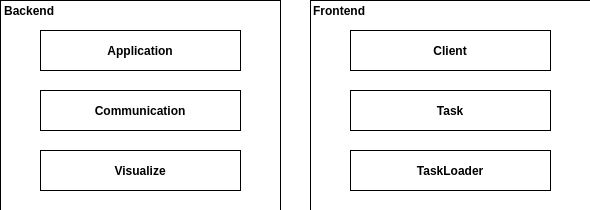 Backend
Application
Communication
Visualize
Frontend
Client
Task
TaskLoader